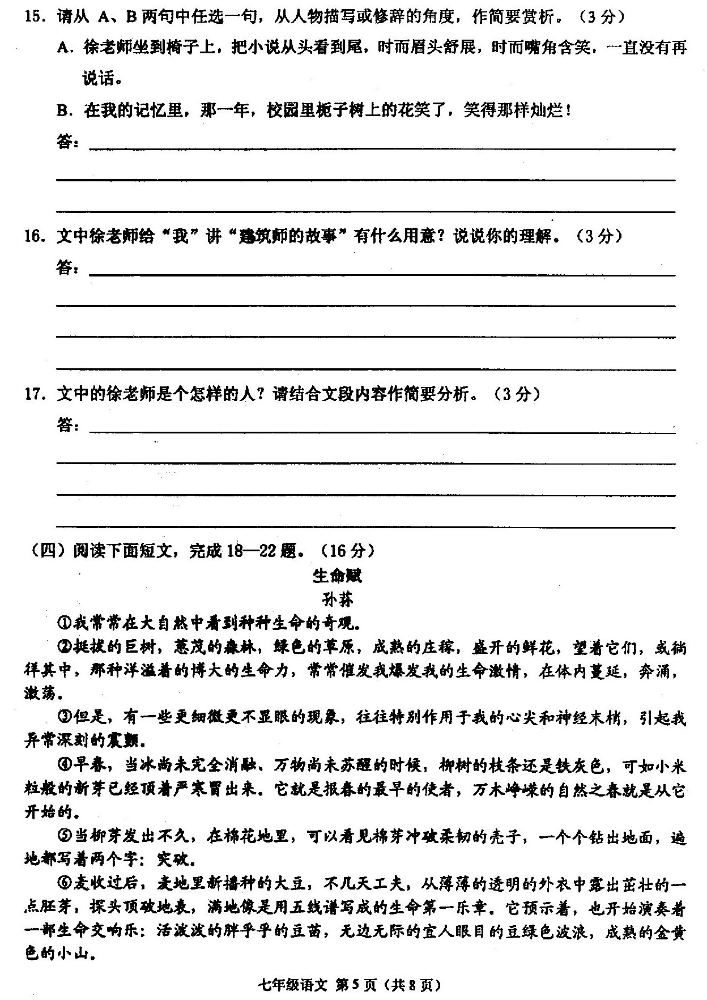 15. 请从 A、B 两句中任选一句，从人物描写或修辞的角度，作简要赏析。（3 分）
A. 徐老师坐到椅子上，把小说从头看到尾，时而眉头舒展，时而嘴角含笑，一直没有再
说话。
B. 在我的记忆里，那一年，校园里栀子树上的花笑了，笑得那样灿烂！
答：
16. 文中徐老师给“我”讲“建筑师的故事”有什么用意？说说你的理解。（3 分）
答：
17. 文中的徐老师是个怎样的人？请结合文段内容作简要分析。（3 分）
答：
（四）阅读下面短文，完成 18—22 题。（16 分）
生命赋
孙荪
①我常常在大自然中看到种种生命的奇观。
②挺拔的巨树，葱茂的森林，绿色的草原，成熟的庄稼，盛开的鲜花，望着它们，或徜
徉其中，那种洋溢着的博大的生命力，常常催发我爆发我的生命激情，在体内蔓延，奔涌，
激荡。
③但是，有一些更细微更不显眼的现象，往往特别作用于我的心尖和神经末梢，引起我
异常深刻的震颤。
④早春，当冰尚未完全消融、万物尚未苏醒的时候，柳树的枝条还是铁灰色，可如小米
粒般的新芽已经顶着严寒冒出来。它就是报春的最早的使者，万木峥嵘的自然之春就是从它
开始的。
⑤当柳芽发出不久，在棉花地里，可以看见棉芽冲破柔韧的壳子，一个个钻出地面，遍
地都写着两个字：突破。
⑥麦收过后，麦地里新播种的大豆，不几天工夫，从薄薄的透明的外衣中露出茁壮的一
点胚芽，探头顶破地表，满地像是用五线谱写成的生命第一乐章。它预示着，也开始演奏着
一部生命交响乐：活泼泼的胖乎乎的豆苗，无边无际的宜人眼目的豆绿色波浪，成熟的金黄
色的小山。
七年级语文 第 5 页（共 8 页）